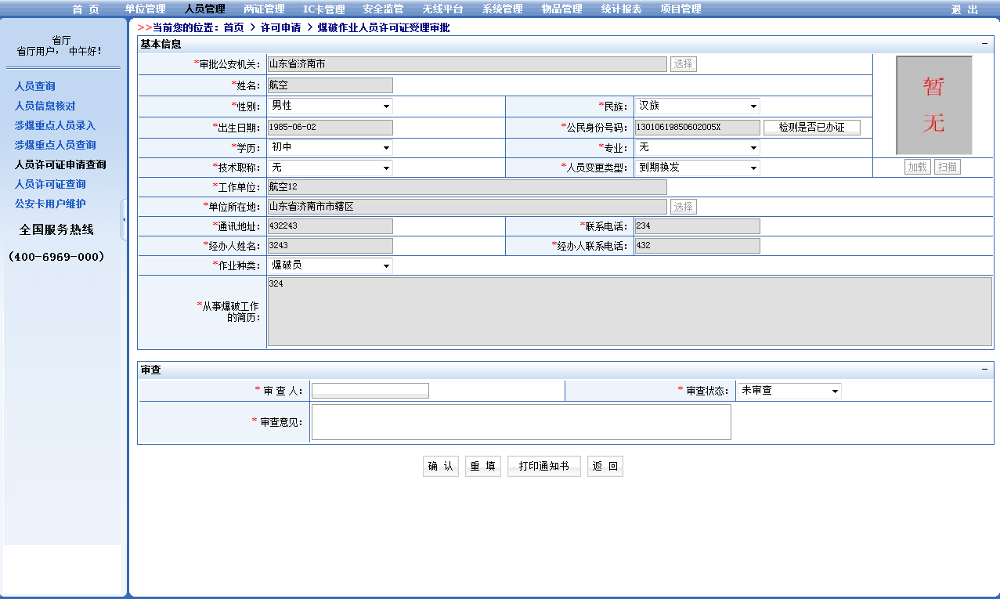 首 页 单位管理 人员管理 两证管理 IC卡管理 安全监管 无线平台 系统管理 物品管理 统计报表 项目管理 退 出
省厅
省厅用户， 中午好！
人员查询
人员信息核对
涉爆重点人员录入
涉爆重点人员查询
人员许可证申请查询
人员许可证查询
公安卡用户维护
全国服务热线
(400-6969-000)
>>当前您的位置：首页 > 许可申请 > 爆破作业人员许可证受理审批
基本信息
*审批公安机关： 山东省济南市 选择
*姓名： 航空
*性别： 男性 *民族： 汉族
*出生日期： 1985-06-02 *公民身份号码： 13010619850602005X 检测是否已办证
*学历： 初中 *专业： 无
*技术职称： 无 *人员变更类型： 到期换发
暂
无
加载 扫描
*工作单位： 航空12
*单位所在地： 山东省济南市市辖区 选择
*通讯地址： 432243 *联系电话： 234
*经办人姓名： 3243 *经办人联系电话： 432
*作业种类： 爆破员
*从事爆破工作
的简历：
324
审查
* 审 查 人： * 审查状态： 未审查
* 审查意见：
确 认 重 填 打印通知书 返 回